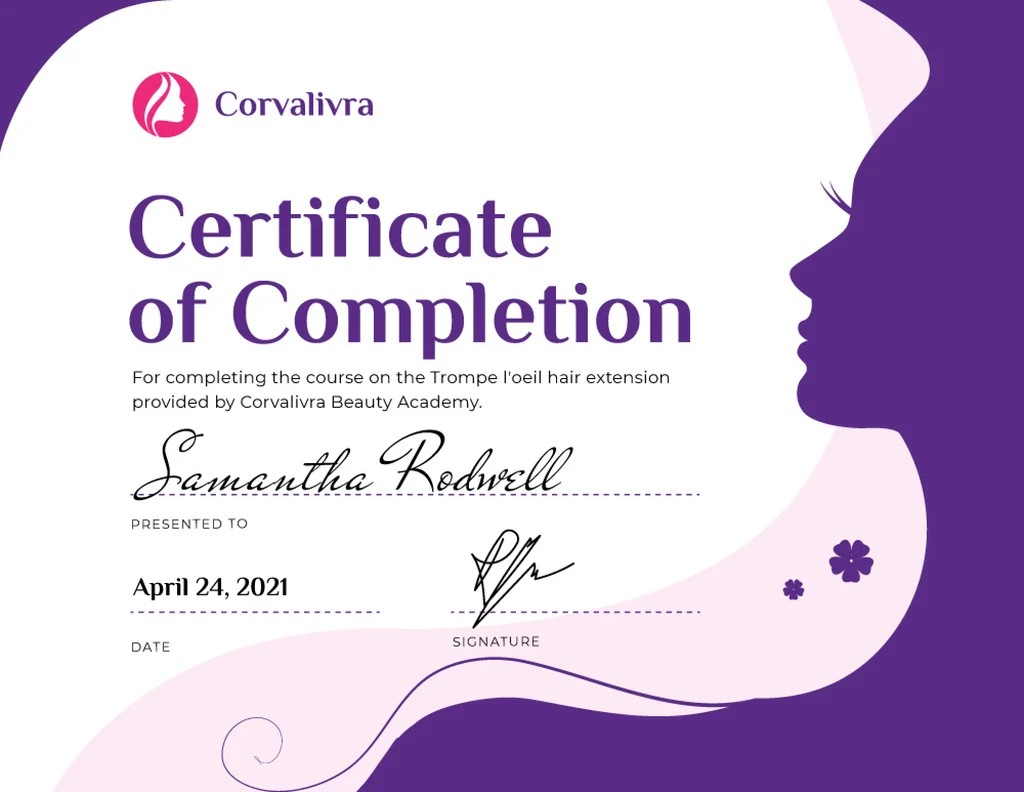 Corvalivra
Certificate
of Completion
For completing the course on the Trompe l'oeil hair extension
provided by Corvalivra Beauty Academy.
Samantha Rodwell
PRESENTED TO
April 24, 2021
DATE
SIGNATURE